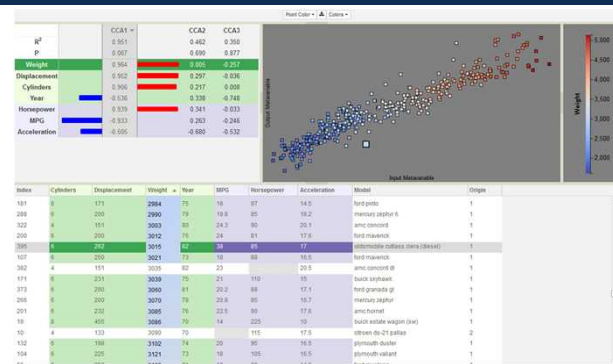 Point Color Colors
CCA1 CCA2 CCA3
R² 0.951 0.462 0.350
P 0.007 0.690 0.877
Weight 0.964 0.005 -0.257
Displacement 0.952 0.297 -0.036
Cylinders 0.906 0.217 0.008
Year -0.536 0.338 -0.748
Horsepower 0.939 0.341 -0.033
MPG -0.933 0.263 -0.246
Acceleration -0.680 -0.532
Output Metavariable
Input Metavariable
Weight
5,000
4,500
4,000
3,500
3,000
2,500
2,000
Index Cylinders Displacement Weight Year MPG Horsepower Acceleration Model Origin
161 6 171 2984 75 18 97 14.5 ford pinto 1
288 6 200 2990 79 19.8 85 18.2 mercury zephyr 6 1
322 4 151 3003 80 24.3 90 20.1 amc concord 1
200 6 200 3012 76 24 81 17.6 ford maverick 1
395 6 262 3015 82 38 85 17 oldsmobile cutlass ciera (diesel) 1
107 6 250 3021 73 18 88 16.5 ford maverick 1
382 4 151 3035 82 23 20.5 amc concord dl 1
171 6 231 3039 75 21 110 15 buick skyhawk 1
373 6 200 3060 81 20.2 88 17.1 ford granada gl 1
266 6 200 3070 78 20.8 85 16.7 mercury zephyr 1
201 6 232 3085 76 22.5 90 17.6 amc hornet 1
19 8 455 3086 70 14 225 10 buick estate wagon (sw) 1
10 4 133 3090 70 115 17.5 citroen ds-21 pallas 2
132 6 198 3102 74 20 95 16.5 plymouth duster 1
104 6 225 3121 73 18 105 16.5 plymouth valiant 1